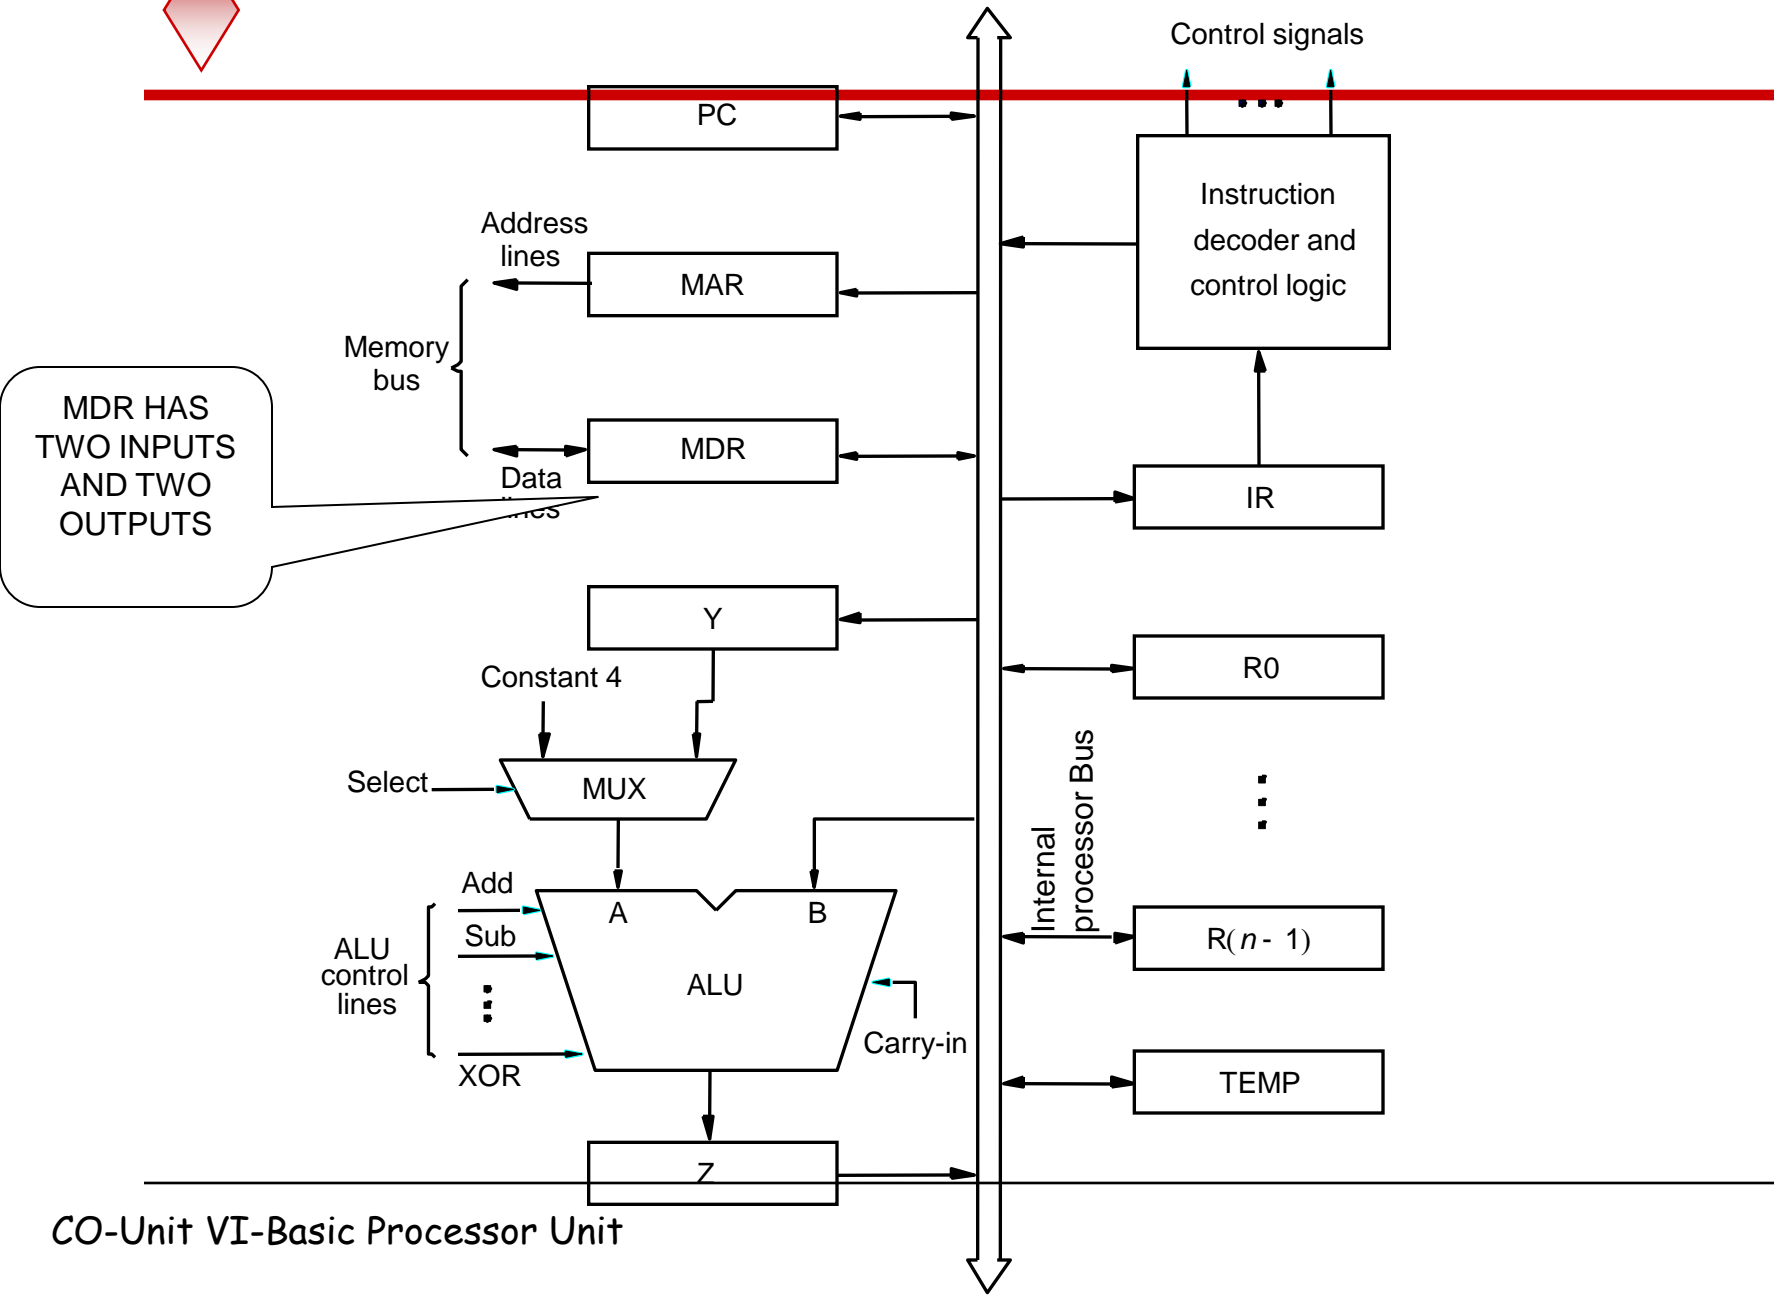 Control signals
PC
Instruction
decoder and
control logic
Address
lines
MAR
Memory
bus
MDR HAS
TWO INPUTS
AND TWO
OUTPUTS
MDR
Data
IR
Y
Constant 4
R0
Select
MUX
Internal
processor Bus
Add
A
B
Sub
ALU
control
lines
ALU
R(n - 1)
Carry-in
XOR
TEMP
Z
CO-Unit VI-Basic Processor Unit